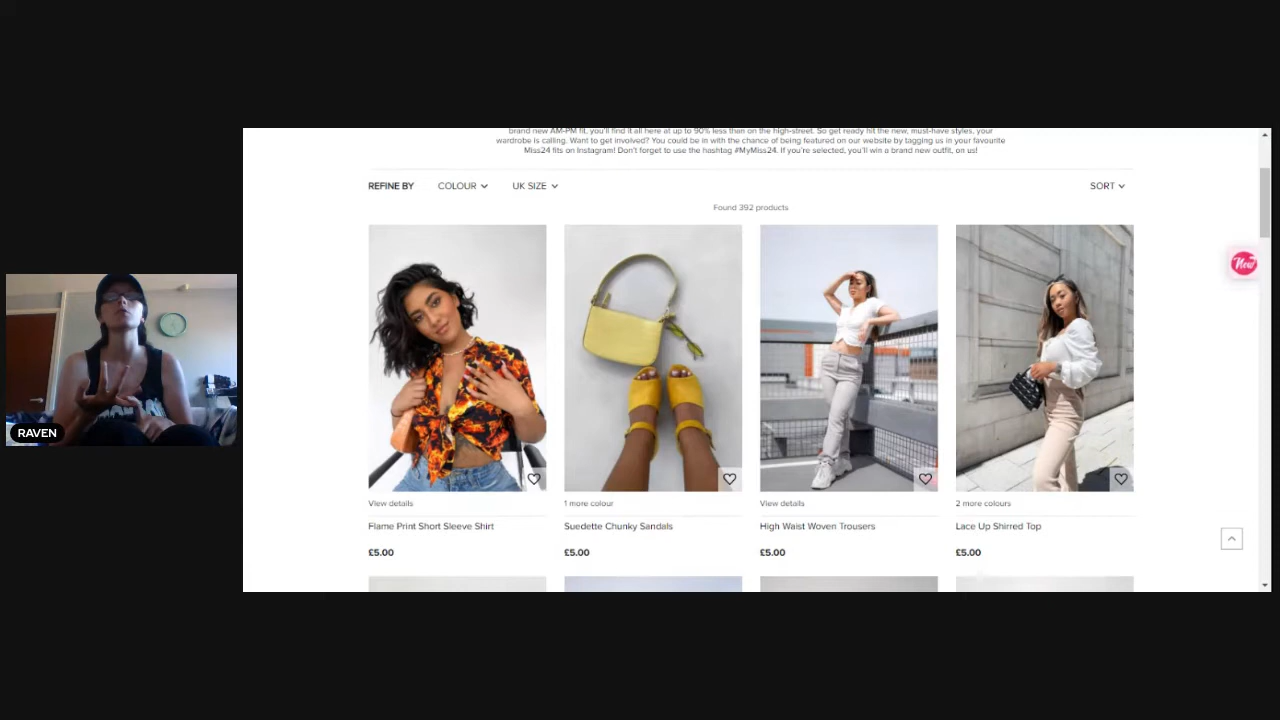 brand new AM-PM fit, you'll find it all here at up to 90% less than on the high-street. So get ready hit the new, must-have styles, your
wardrobe is calling. Want to get involved? You could be in with the chance of being featured on our website by tagging us in your favourite
Miss24 fits on Instagram! Don't forget to use the hashtag #MyMiss24. If you're selected, you'll win a brand new outfit, on us!
REFINE BY COLOUR UK SIZE SORT
Found 392 products
New
RAVEN
View details 1 more colour View details 2 more colours
Flame Print Short Sleeve Shirt Suedette Chunky Sandals High Waist Woven Trousers Lace Up Shirred Top
£5.00 £5.00 £5.00 £5.00